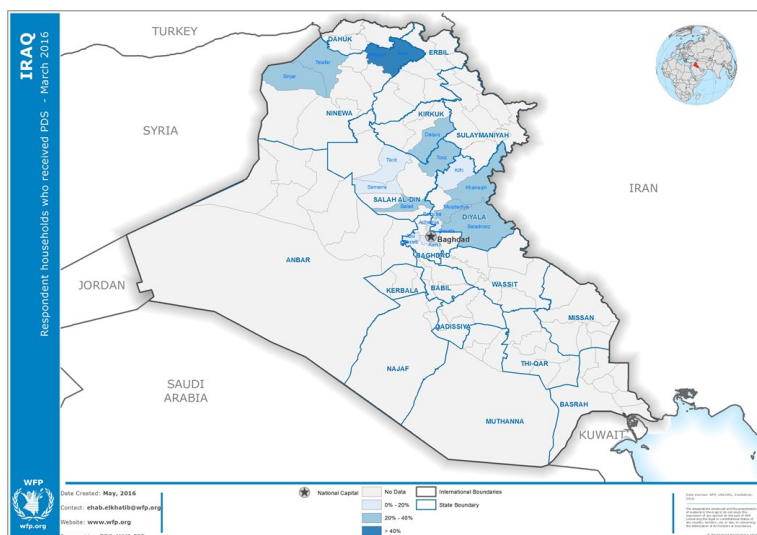 IRAQ
Respondent households who received PDS - March 2016
TURKEY
SYRIA
IRAN
JORDAN
SAUDI
ARABIA
KUWAIT
DAHUK
ERBIL
Telafar
Sinjar
NINEWA
KIRKUK
SULAYMANIYAH
Daquq
Tooz
Tikrit
Kifri
Samarra
Khanaqin
SALAH AL-DIN
Balad
Muqdadiya
DIYALA
Baladrooz
Baghdad
BAGHDAD
ANBAR
WASSIT
KERBALA
BABIL
MISSAN
QADISSIYA
THI-QAR
NAJAF
BASRAH
MUTHANNA
WFP
wfp.org
Date Created: May, 2016
Contact: ehab.elkhatib@wfp.org
Website: www.wfp.org
National Capital
No Data
0% - 20%
20% - 40%
> 40%
International Boundaries
State Boundary